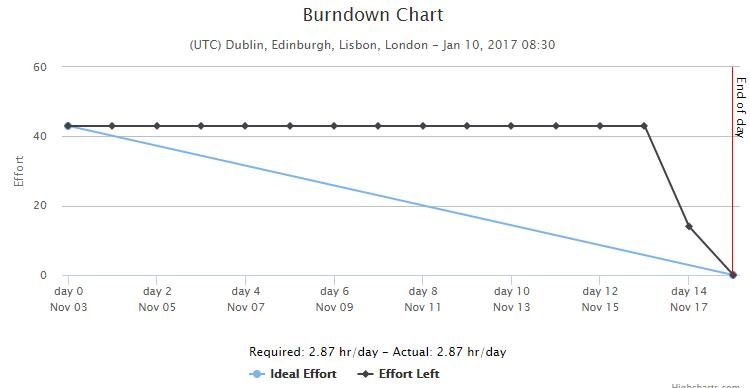 Burndown Chart
(UTC) Dublin, Edinburgh, Lisbon, London - Jan 10, 2017 08:30
60
40
20
0
Effort
End of day
day 0 day 2 day 4 day 6 day 8 day 10 day 12 day 14
Nov 03 Nov 05 Nov 07 Nov 09 Nov 11 Nov 13 Nov 15 Nov 17
Required: 2.87 hr/day - Actual: 2.87 hr/day
Ideal Effort Effort Left
Highcharts.com